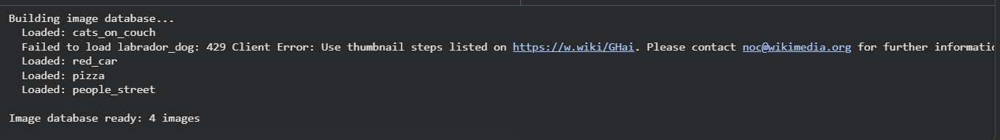 Building image database...
Loaded: cats_on_couch
Failed to load labrador_dog: 429 Client Error: Use thumbnail steps listed on https://w.wiki/GHai. Please contact noc@wikimedia.org for further informatio
Loaded: red_car
Loaded: pizza
Loaded: people_street
Image database ready: 4 images